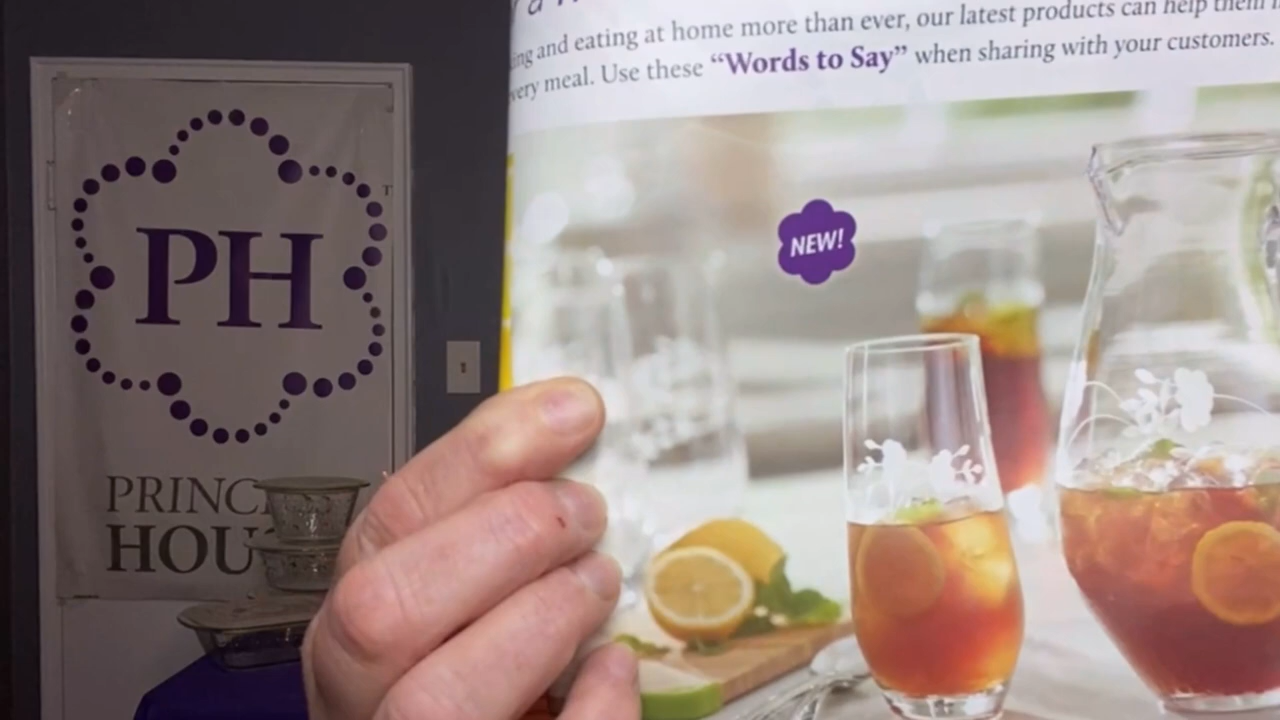 ing and eating at home more than ever, our latest products can help them
very meal. Use these “Words to Say” when sharing with your customers.
NEW!
PH
PRINC
HOU